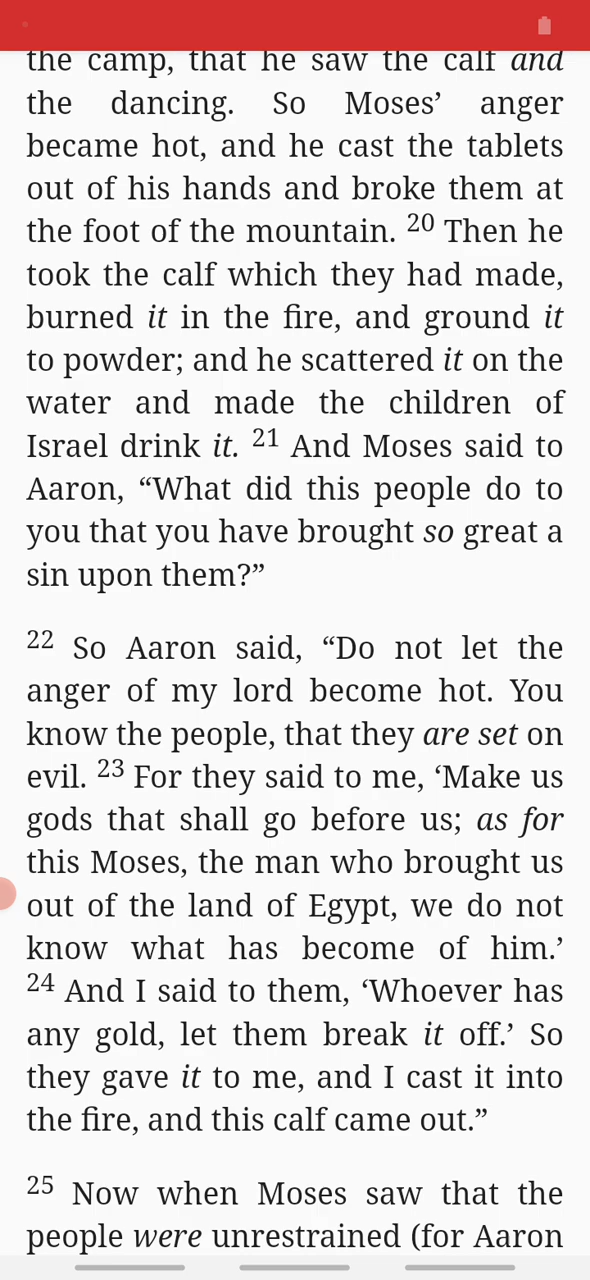 the camp, that he saw the calf and
the dancing. So Moses’ anger
became hot, and he cast the tablets
out of his hands and broke them at
the foot of the mountain. 20 Then he
took the calf which they had made,
burned it in the fire, and ground it
to powder; and he scattered it on the
water and made the children of
Israel drink it. 21 And Moses said to
Aaron, “What did this people do to
you that you have brought so great a
sin upon them?”
22 So Aaron said, “Do not let the
anger of my lord become hot. You
know the people, that they are set on
evil. 23 For they said to me, ‘Make us
gods that shall go before us; as for
this Moses, the man who brought us
out of the land of Egypt, we do not
know what has become of him.’
24 And I said to them, ‘Whoever has
any gold, let them break it off.’ So
they gave it to me, and I cast it into
the fire, and this calf came out.”
25 Now when Moses saw that the
people were unrestrained (for Aaron